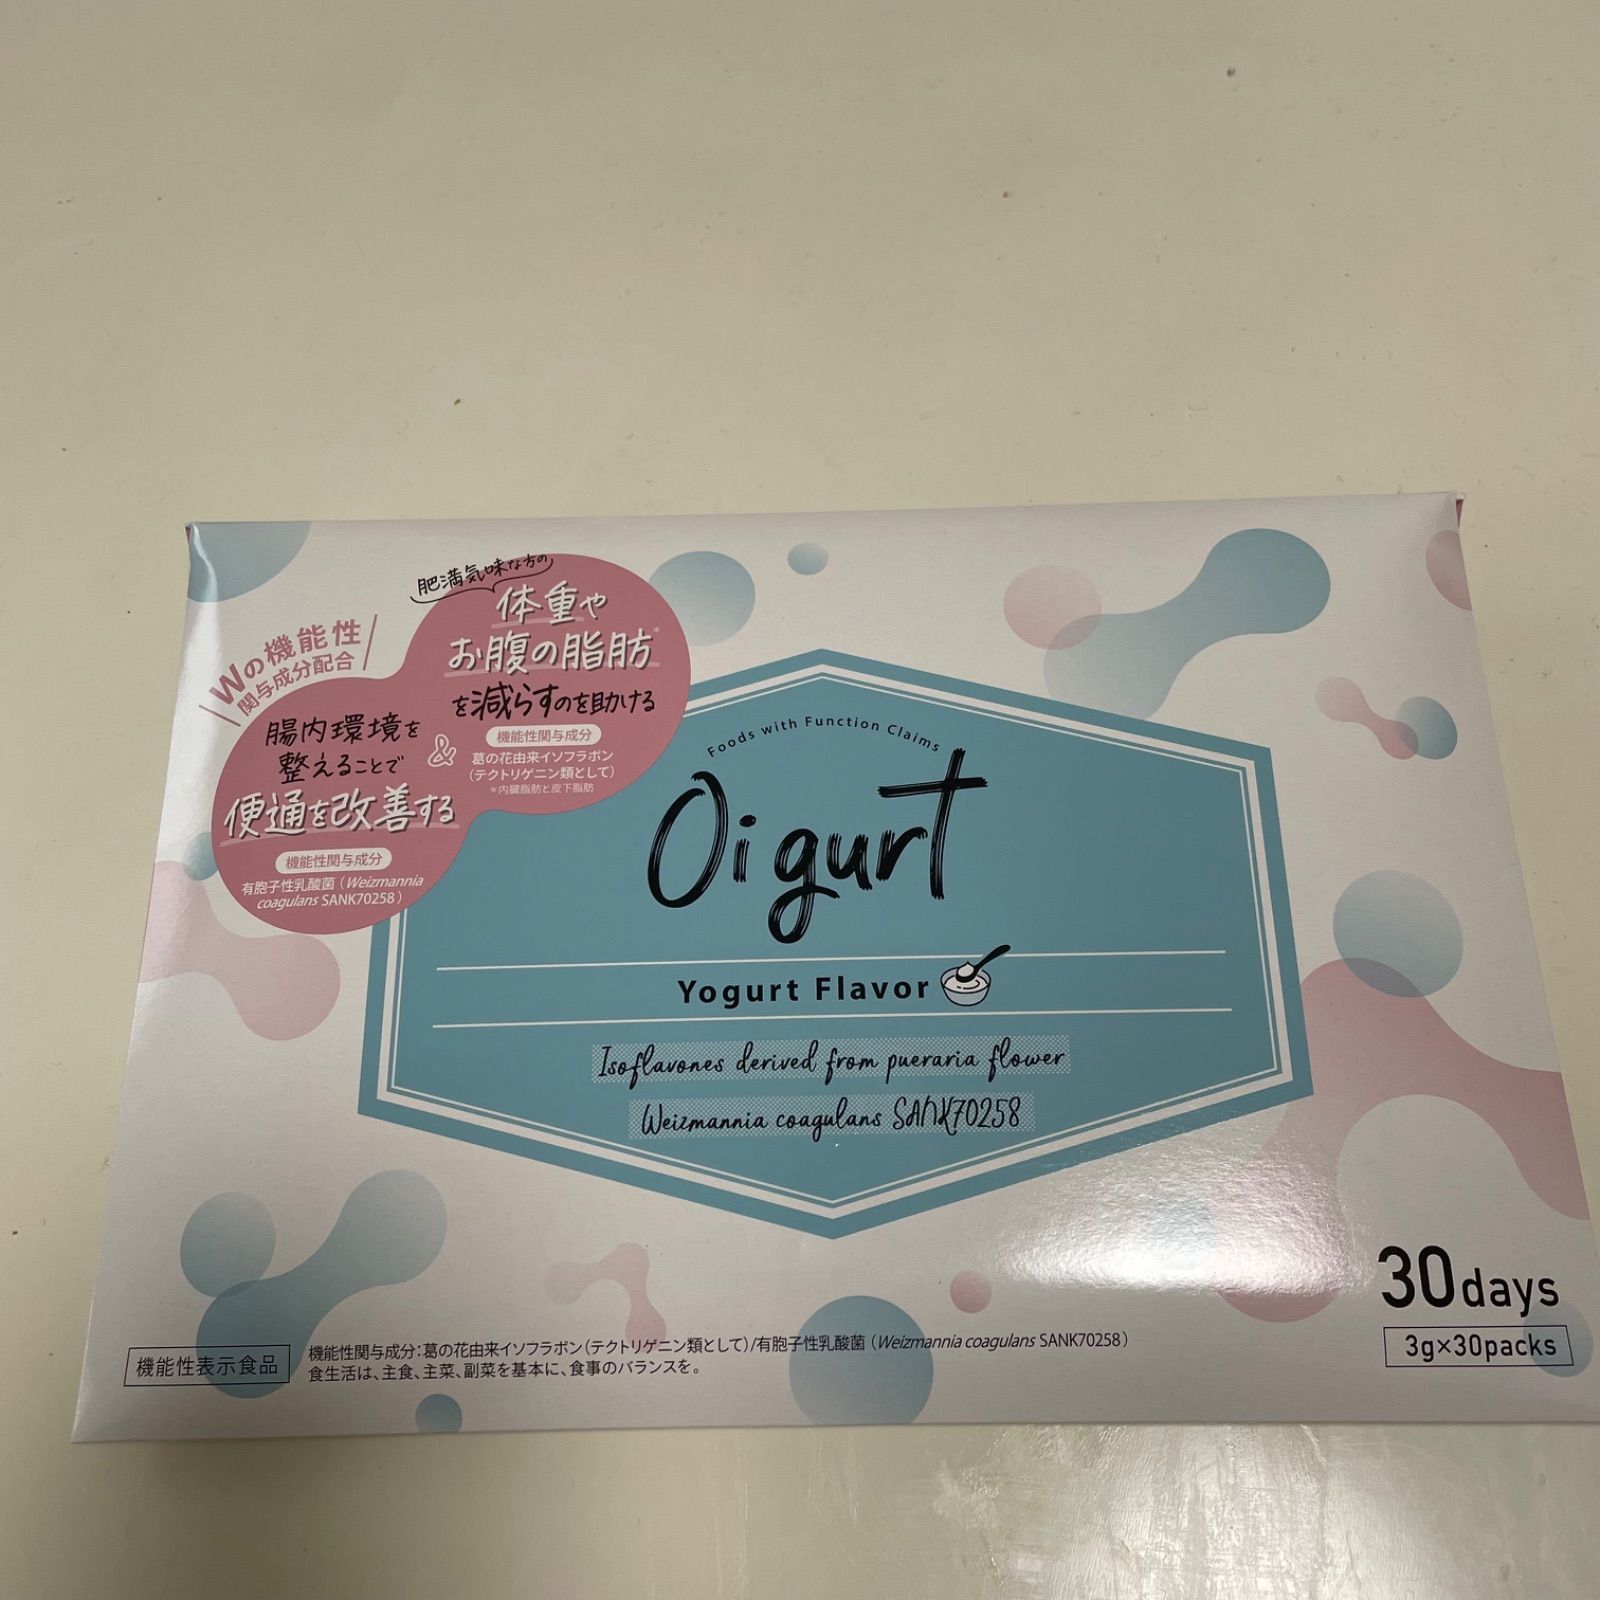 Wの機能性
関与成分配合
肥満気味な方の
体重や
お腹の脂肪*
を減らすのを助ける
機能性関与成分
葛の花由来イソフラボン
(テクトリゲニン類として)
*内臓脂肪と皮下脂肪
&
腸内環境を
整えることで
便通を改善する
機能性関与成分
有胞子性乳酸菌(Weizmannia
coagulans SANK70258)
Foods with Function Claims
Oigurt
Yogurt Flavor
Isoflavones derived from pueraria flower
Weizmannia coagulans SANK70258
30days
3g×30packs
機能性表示食品
機能性関与成分:葛の花由来イソフラボン(テクトリゲニン類として)/有胞子性乳酸菌(Weizmannia coagulans SANK70258)
食生活は、主食、主菜、副菜を基本に、食事のバランスを。